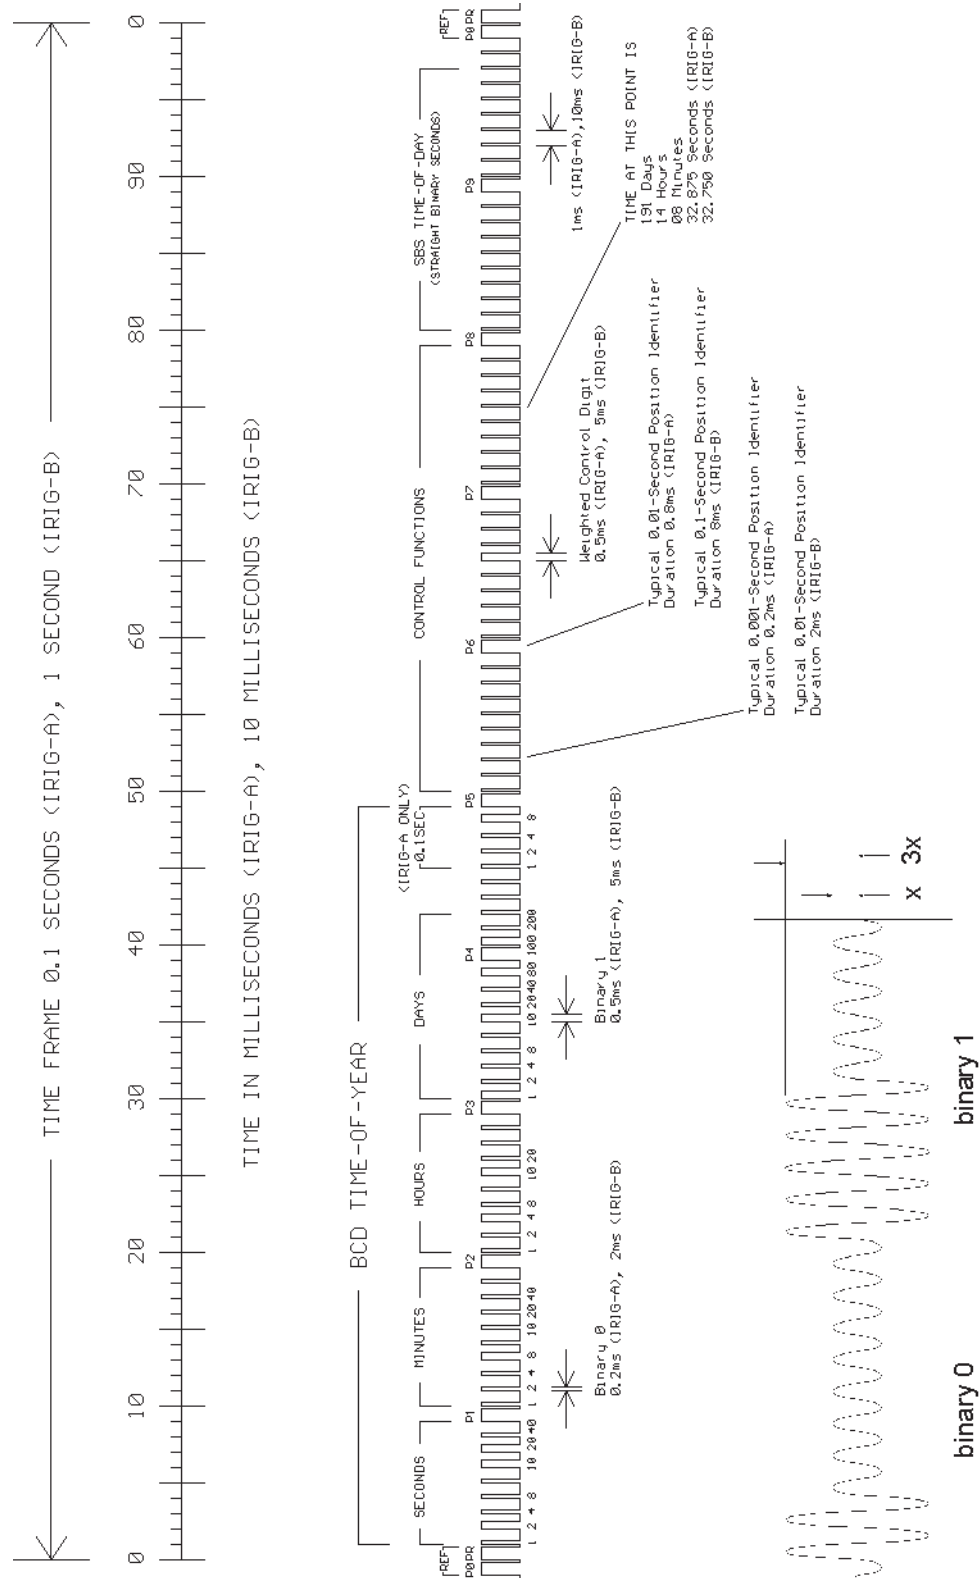 TIME FRAME 0.1 SECONDS (IRIG-A), 1 SECOND (IRIG-B)
0 10 20 30 40 50 60 70 80 90 0
TIME IN MILLISECONDS (IRIG-A), 10 MILLISECONDS (IRIG-B)
BCD TIME-OF-YEAR
(IRIG-A ONLY)
0.1SEC
SECONDS MINUTES HOURS DAYS CONTROL FUNCTIONS SBS TIME-OF-DAY
(STRAIGHT BINARY SECONDS)
REF REF
P0 PR P1 P2 P3 P4 P5 P6 P7 P8 P9 P0 PR
1 2 4 8 10 20 40 1 2 4 8 10 20 40 1 2 4 8 10 20 1 2 4 8 10 20 40 80 100 200 1 2 4 8
Binary 0
0.2ms (IRIG-A), 2ms (IRIG-B)
Binary 1
0.5ms (IRIG-A), 5ms (IRIG-B)
Weighted Control Digit
0.5ms (IRIG-A), 5ms (IRIG-B)
1ms (IRIG-A),10ms (IRIG-B)
TIME AT THIS POINT IS
191 Days
14 Hours
08 Minutes
32.875 Seconds (IRIG-A)
32.750 Seconds (IRIG-B)
Typical 0.01-Second Position Identifier
Duration 0.8ms (IRIG-A)
Typical 0.1-Second Position Identifier
Duration 8ms (IRIG-B)
Typical 0.001-Second Position Identifier
Duration 0.2ms (IRIG-A)
Typical 0.01-Second Position Identifier
Duration 2ms (IRIG-B)
x 3x
binary 0 binary 1